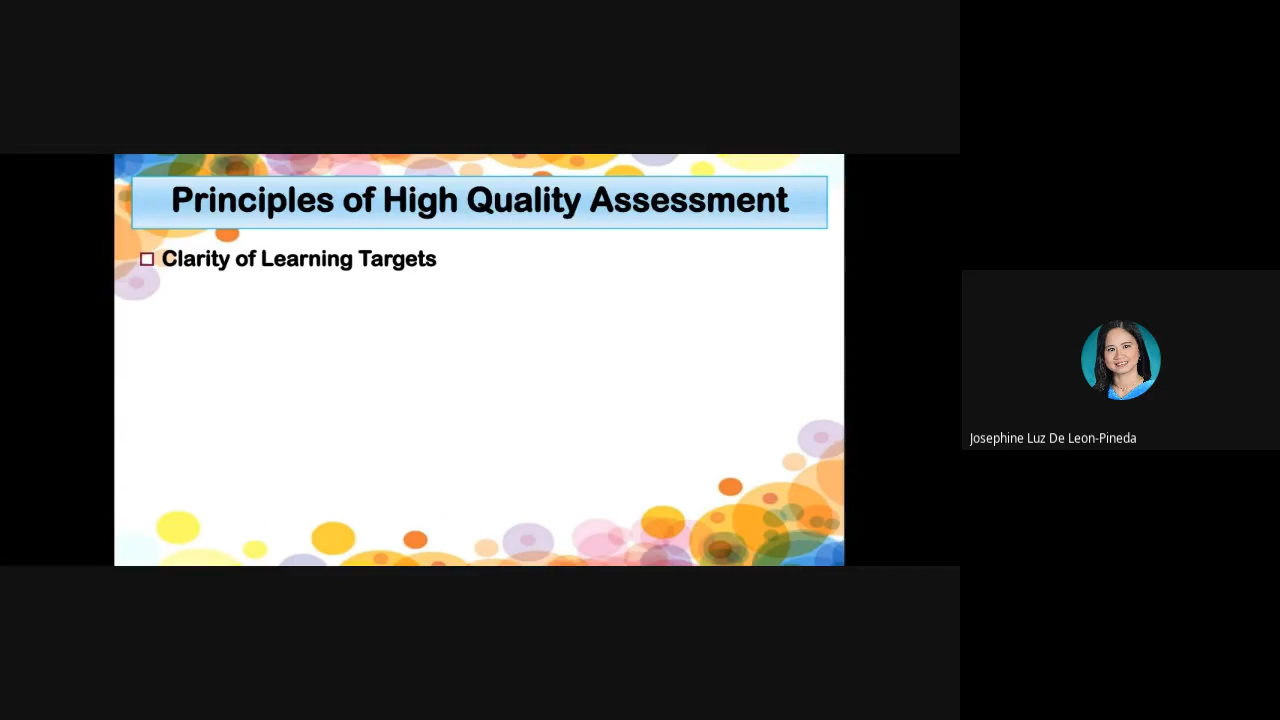 Principles of High Quality Assessment
Clarity of Learning Targets
Josephine Luz De Leon-Pineda